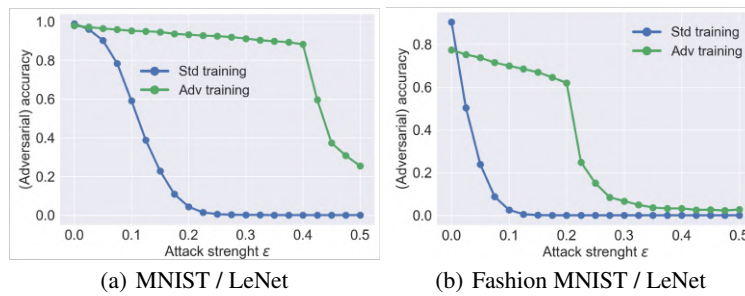 1.0
0.8
0.6
0.4
0.2
0.0
(Adversarial) accuracy
Std training
Adv training
0.0 0.1 0.2 0.3 0.4 0.5
Attack strenght ε
(a) MNIST / LeNet
0.8
0.6
0.4
0.2
0.0
(Adversarial) accuracy
Std training
Adv training
0.0 0.1 0.2 0.3 0.4 0.5
Attack strenght ε
(b) Fashion MNIST / LeNet